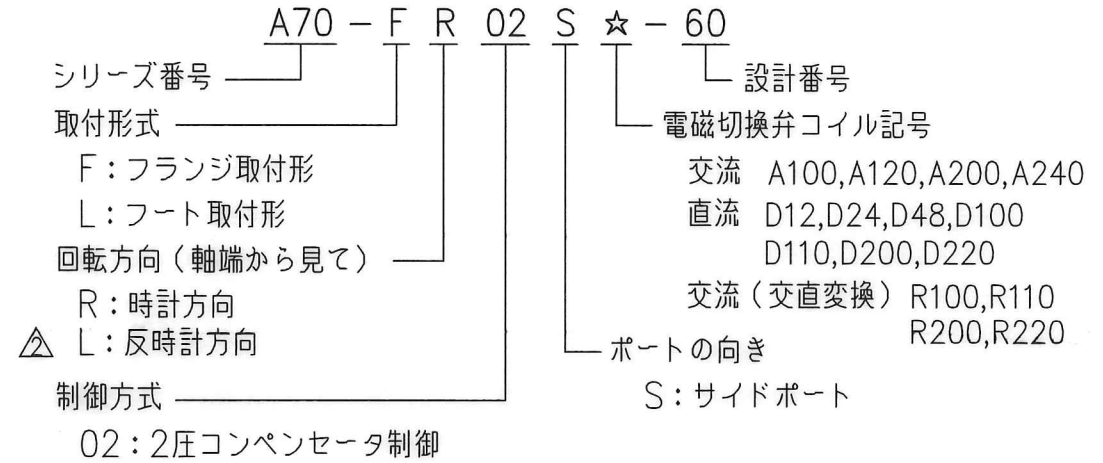 A70-FR02S☆-60
シリーズ番号
設計番号
取付形式
電磁切換弁コイル記号
F:フランジ取付形
交流 A100,A120,A200,A240
L:フート取付形
直流 D12,D24,D48,D100
D110,D200,D220
回転方向(軸端から見て)
R:時計方向
交流(交直変換) R100,R110
R200,R220
2 L:反時計方向
ポートの向き
制御方式
S:サイドポート
02:2圧コンペンセータ制御